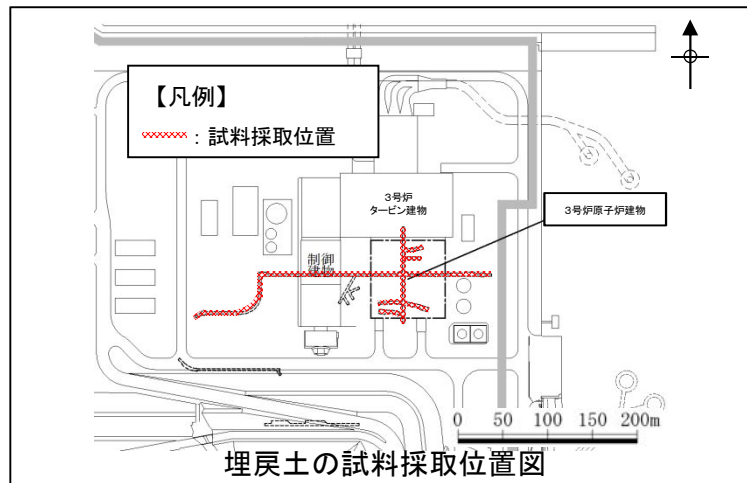 【凡例】
：試料採取位置
3号炉
タービン建物
3号炉原子炉建物
制御
建物
0 50 100 150 200m
埋戻土の試料採取位置図